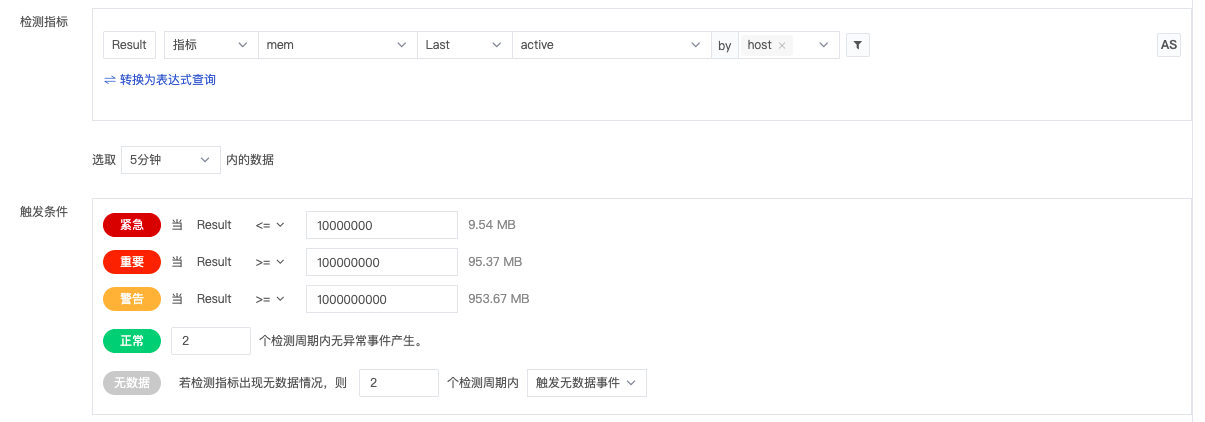 检测指标
Result 指标 mem Last active by host × AS
⇌ 转换为表达式查询
选取 5分钟 内的数据
触发条件
紧急 当 Result <= 10000000 9.54 MB
重要 当 Result >= 100000000 95.37 MB
警告 当 Result >= 1000000000 953.67 MB
正常 2 个检测周期内无异常事件产生。
无数据 若检测指标出现无数据情况，则 2 个检测周期内 触发无数据事件